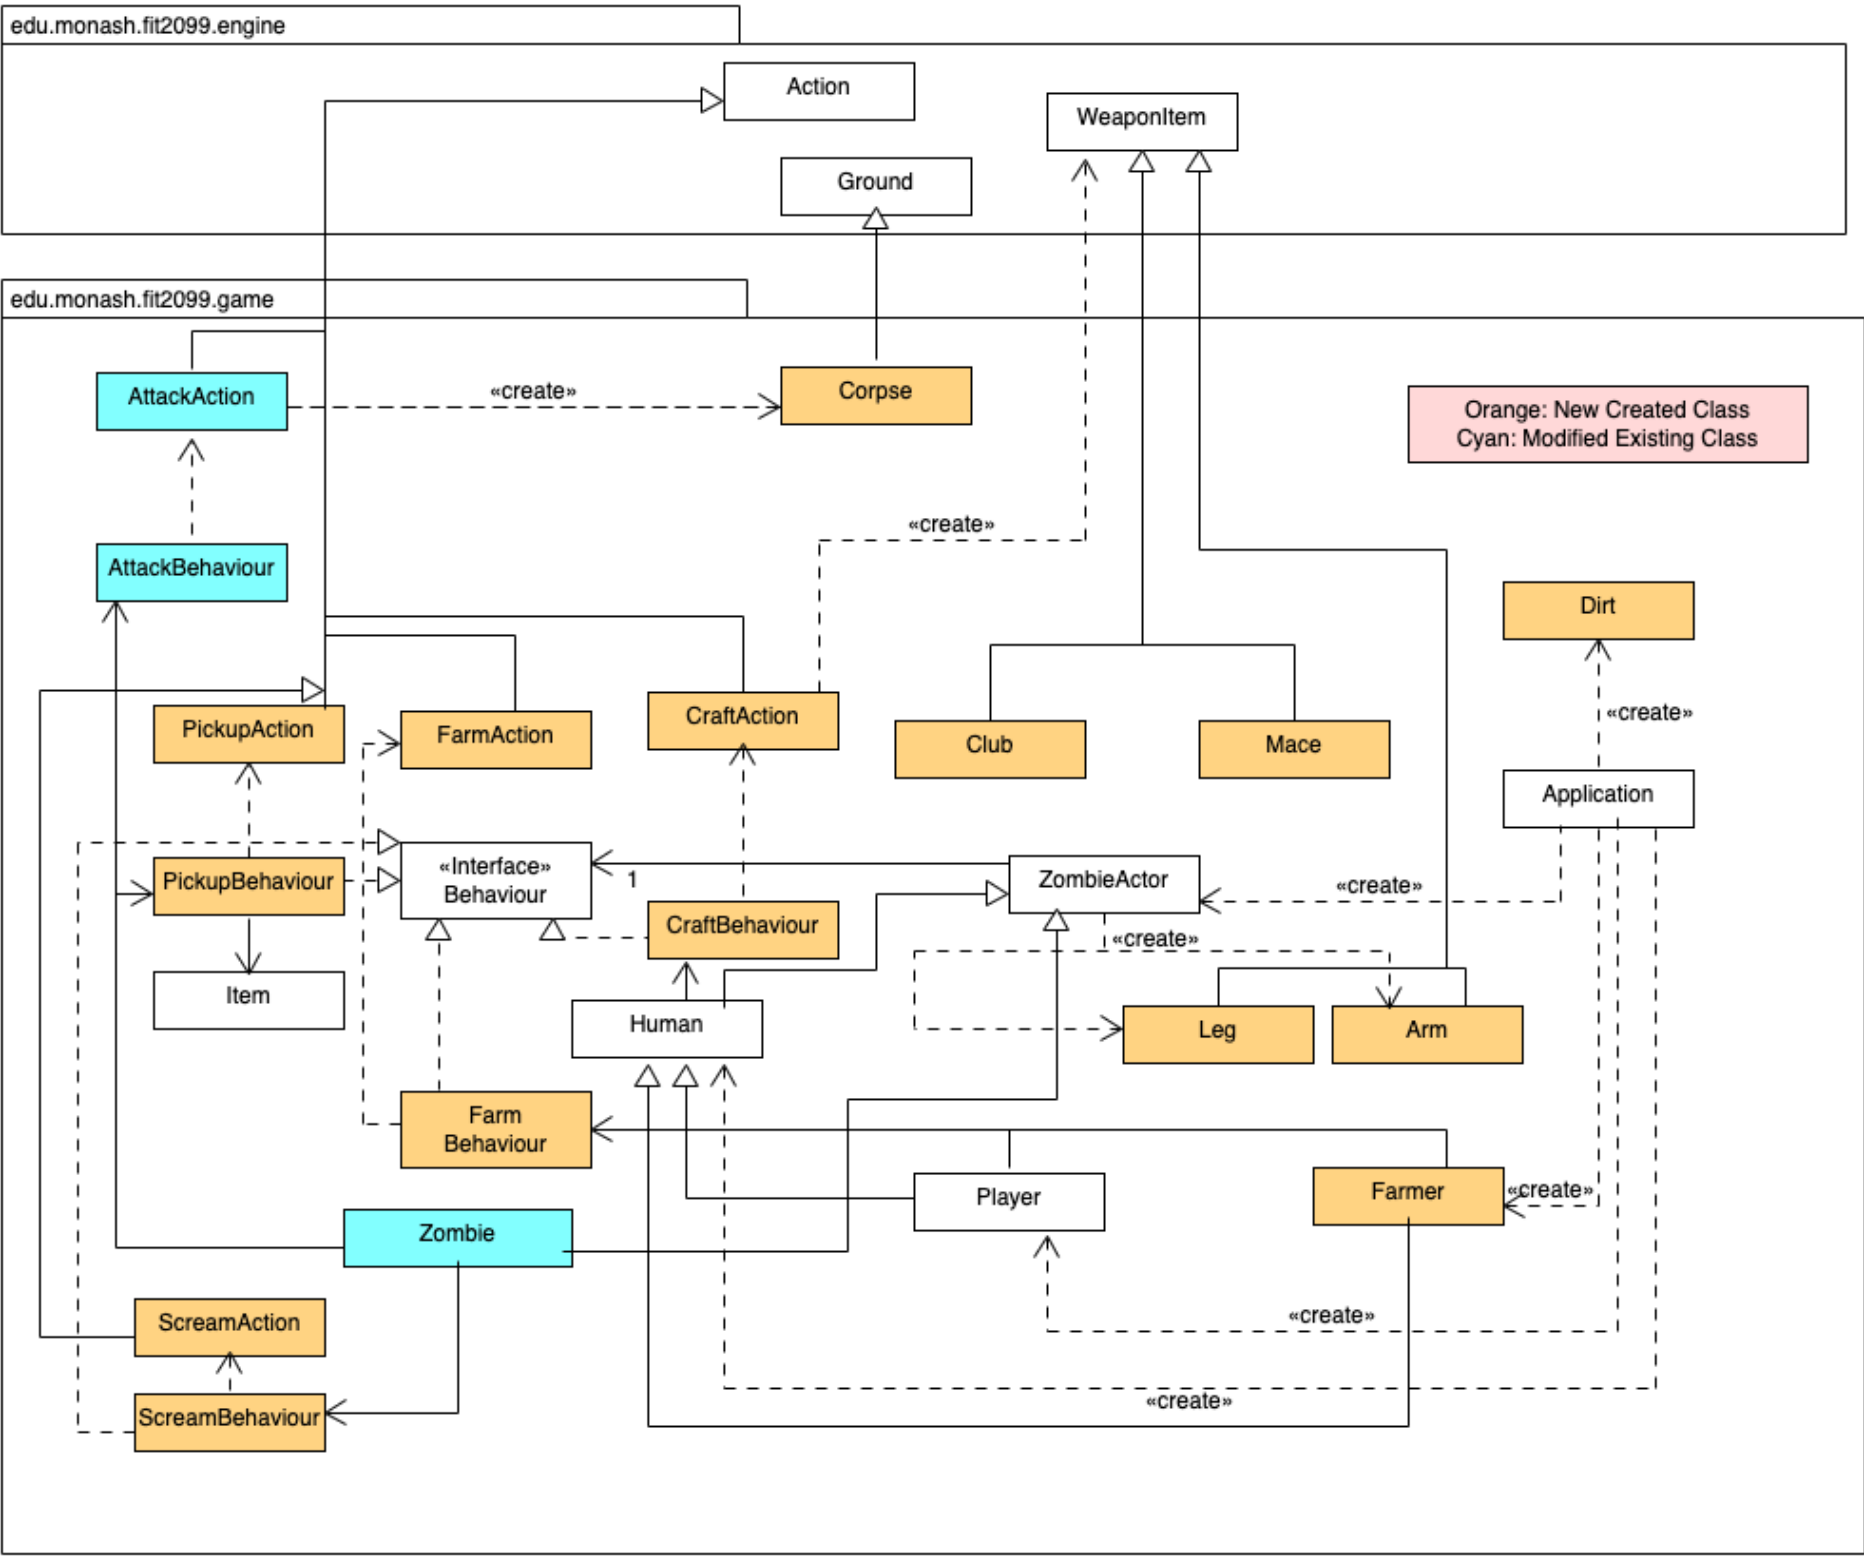 edu.monash.fit2099.engine
Action
WeaponItem
Ground
edu.monash.fit2099.game
AttackAction
«create»
Corpse
Orange: New Created Class
Cyan: Modified Existing Class
«create»
AttackBehaviour
Dirt
PickupAction
FarmAction
CraftAction
Club
Mace
«create»
Application
«Interface»
Behaviour
1
PickupBehaviour
ZombieActor
«create»
CraftBehaviour
«create»
Item
Human
Leg
Arm
Farm
Behaviour
Player
Farmer
«create»
Zombie
ScreamAction
«create»
«create»
ScreamBehaviour